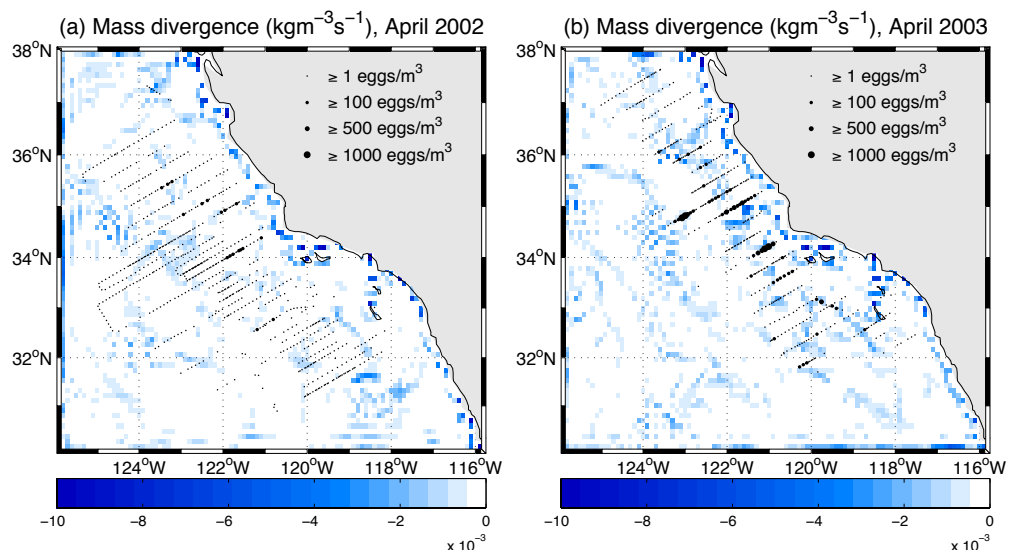 (a) Mass divergence (kgm⁻³s⁻¹), April 2002
38°N
36°N
34°N
32°N
≥ 1 eggs/m³
≥ 100 eggs/m³
≥ 500 eggs/m³
≥ 1000 eggs/m³
124°W 122°W 120°W 118°W 116°W
−10 −8 −6 −4 −2 0
x 10⁻³
(b) Mass divergence (kgm⁻³s⁻¹), April 2003
38°N
36°N
34°N
32°N
≥ 1 eggs/m³
≥ 100 eggs/m³
≥ 500 eggs/m³
≥ 1000 eggs/m³
124°W 122°W 120°W 118°W 116°W
−10 −8 −6 −4 −2 0
x 10⁻³